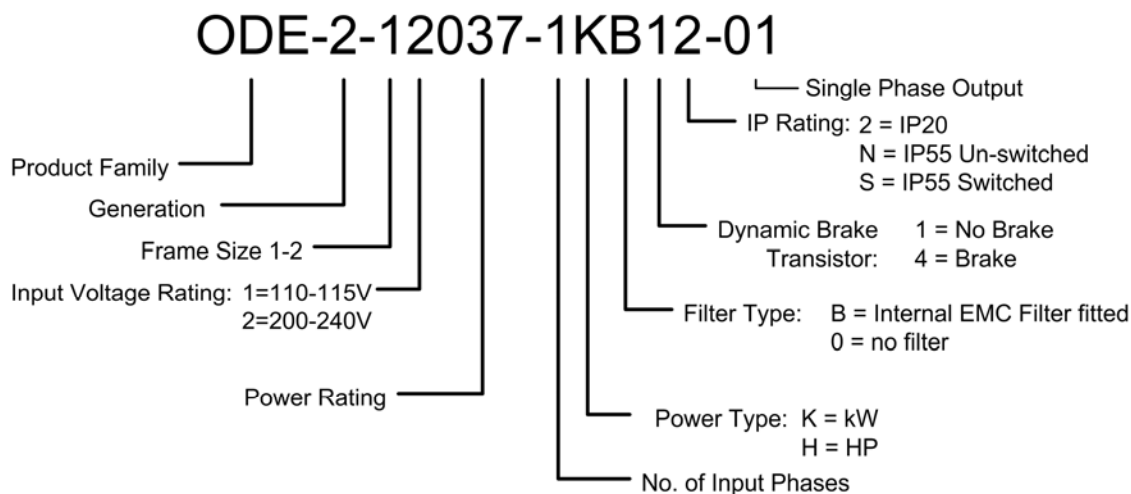 ODE-2-12037-1KB12-01
Single Phase Output
IP Rating: 2 = IP20
N = IP55 Un-switched
S = IP55 Switched
Product Family
Generation
Dynamic Brake 1 = No Brake
Transistor: 4 = Brake
Frame Size 1-2
Input Voltage Rating: 1=110-115V
2=200-240V
Filter Type: B = Internal EMC Filter fitted
0 = no filter
Power Rating
Power Type: K = kW
H = HP
No. of Input Phases